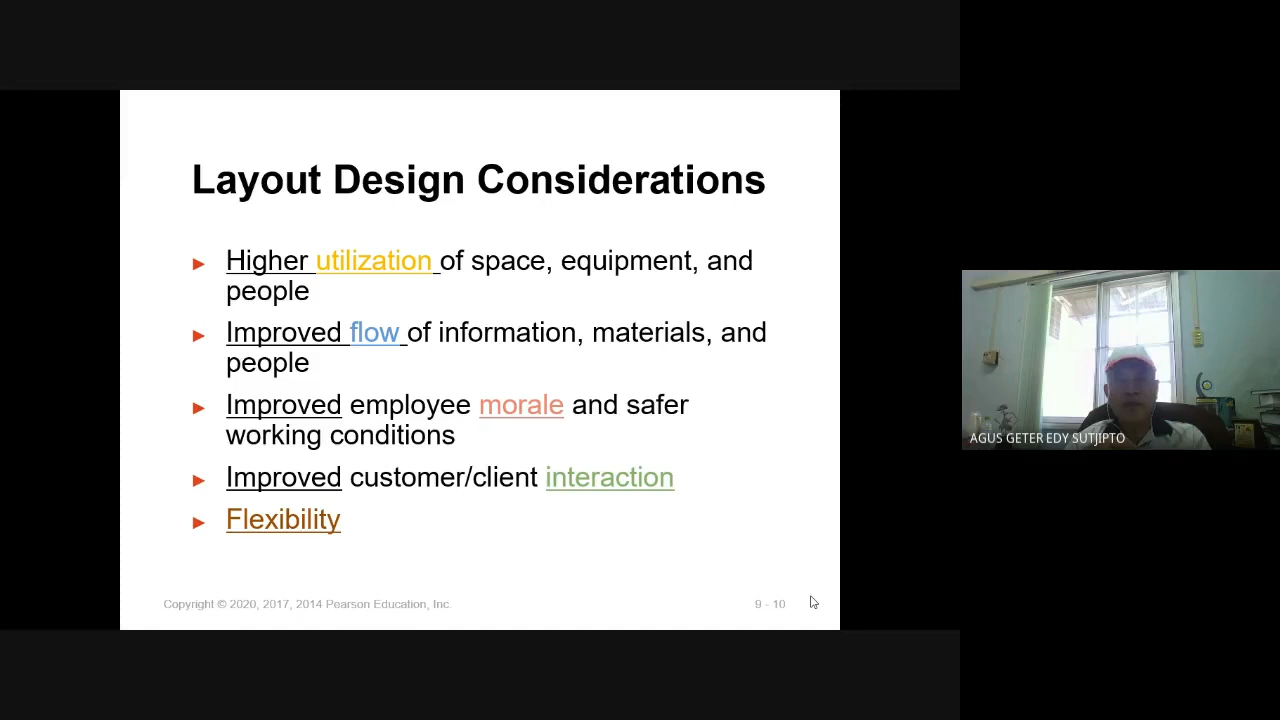 Layout Design Considerations
► Higher utilization of space, equipment, and
people
► Improved flow of information, materials, and
people
► Improved employee morale and safer
working conditions
► Improved customer/client interaction
► Flexibility
Copyright © 2020, 2017, 2014 Pearson Education, Inc.
9 - 10
AGUS GETER EDY SUTJIPTO